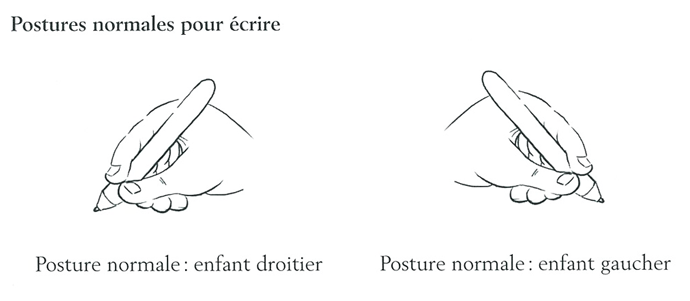 Postures normales pour écrire
Posture normale : enfant droitier
Posture normale : enfant gaucher